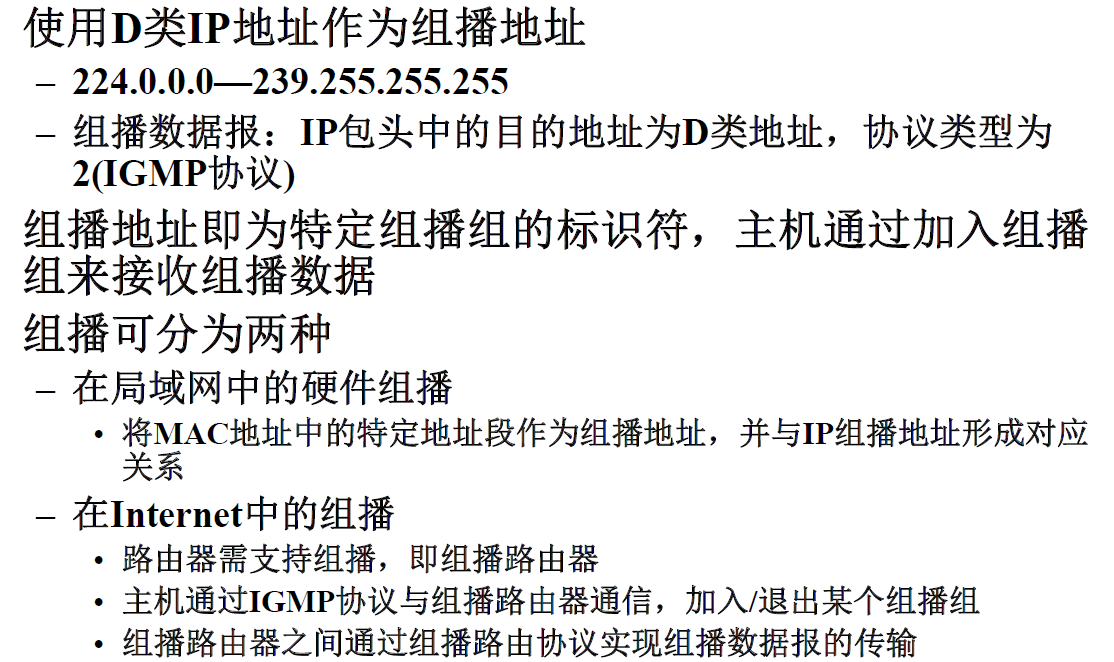 使用D类IP地址作为组播地址
– 224.0.0.0—239.255.255.255
– 组播数据报：IP包头中的目的地址为D类地址，协议类型为
2(IGMP协议)
组播地址即为特定组播组的标识符，主机通过加入组播
组来接收组播数据
组播可分为两种
– 在局域网中的硬件组播
• 将MAC地址中的特定地址段作为组播地址，并与IP组播地址形成对应
关系
– 在Internet中的组播
• 路由器需支持组播，即组播路由器
• 主机通过IGMP协议与组播路由器通信，加入/退出某个组播组
• 组播路由器之间通过组播路由协议实现组播数据报的传输